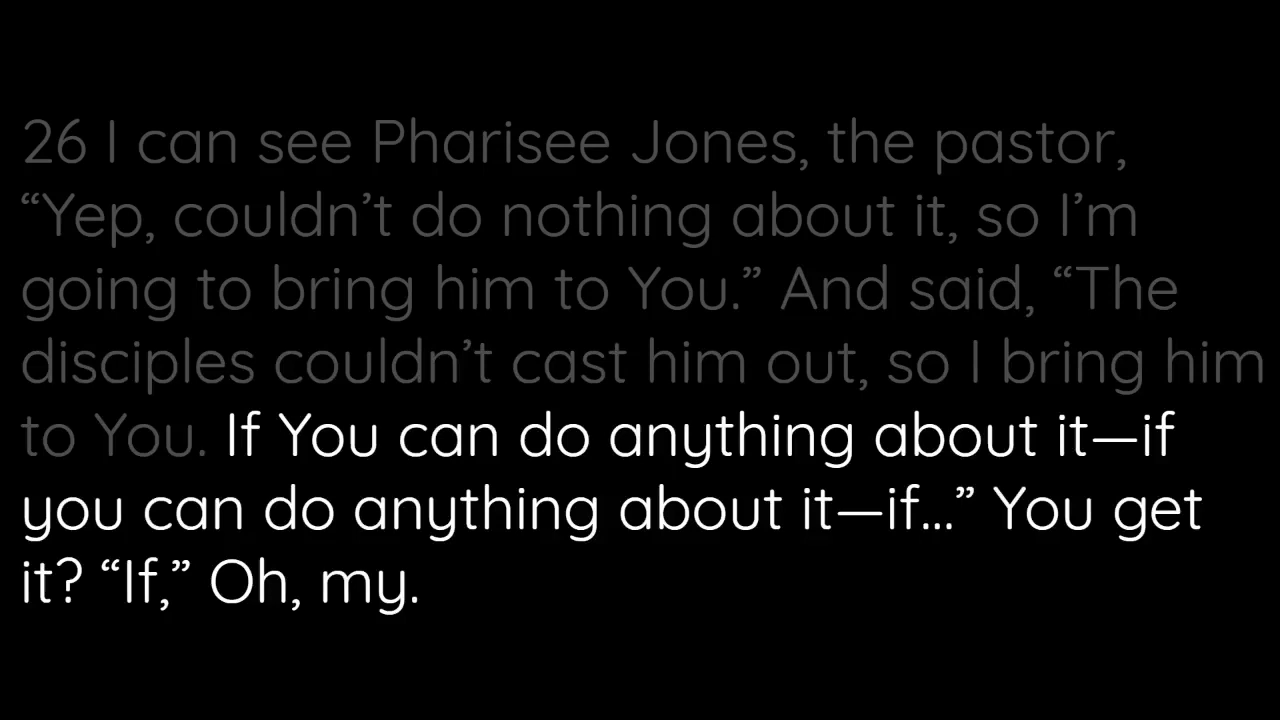 26 I can see Pharisee Jones, the pastor,
“Yep, couldn’t do nothing about it, so I’m
going to bring him to You.” And said, “The
disciples couldn’t cast him out, so I bring him
to You. If You can do anything about it—if
you can do anything about it—if...” You get
it? “If,” Oh, my.